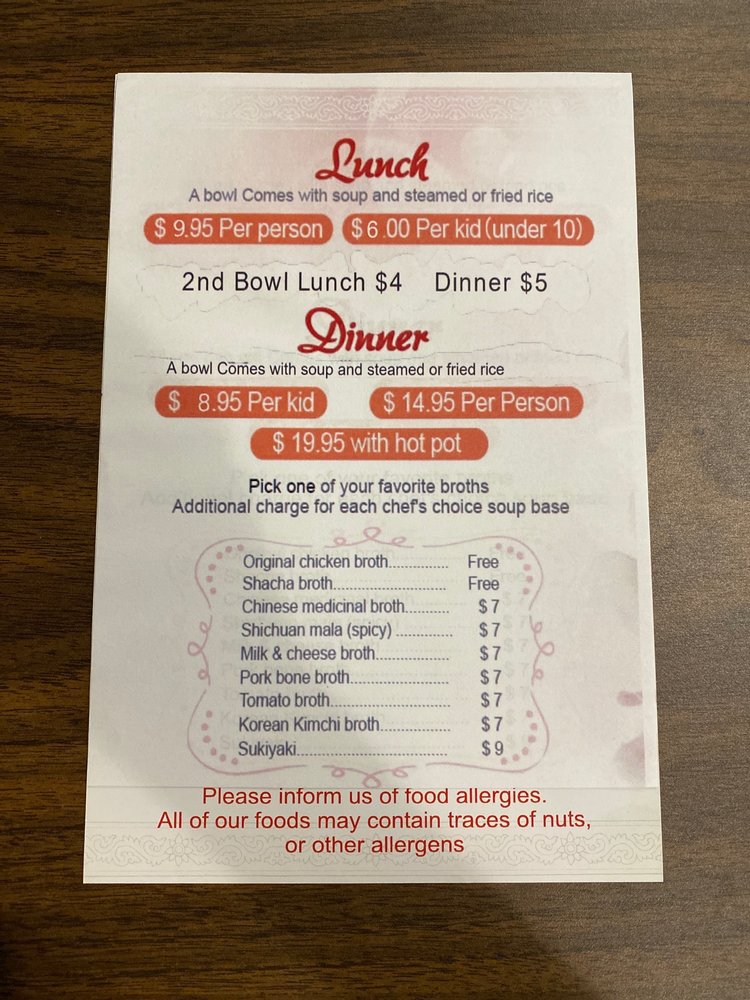 Lunch
A bowl Comes with soup and steamed or fried rice
$ 9.95 Per person $ 6.00 Per kid (under 10)
2nd Bowl Lunch $4 Dinner $5
Dinner
A bowl Comes with soup and steamed or fried rice
$ 8.95 Per kid $ 14.95 Per Person
$ 19.95 with hot pot
Pick one of your favorite broths
Additional charge for each chef's choice soup base
Original chicken broth.............. Free
Shacha broth........................... Free
Chinese medicinal broth.......... $ 7
Shichuan mala (spicy) ............. $ 7
Milk & cheese broth................. $ 7
Pork bone broth....................... $ 7
Tomato broth............................ $ 7
Korean Kimchi broth................ $ 7
Sukiyaki................................... $ 9
Please inform us of food allergies.
All of our foods may contain traces of nuts,
or other allergens